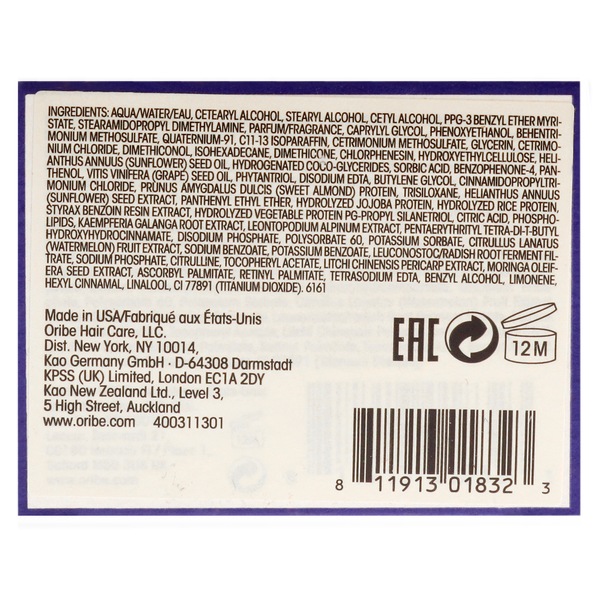 INGREDIENTS: AQUA/WATER/EAU, CETEARYL ALCOHOL, STEARYL ALCOHOL, CETYL ALCOHOL, PPG-3 BENZYL ETHER MYRI-
STATE, STEARAMIDOPROPYL DIMETHYLAMINE, PARFUM/FRAGRANCE, CAPRYLYL GLYCOL, PHENOXYETHANOL, BEHENTRI-
MONIUM METHOSULFATE, QUATERNIUM-91, C11-13 ISOPARAFFIN, CETRIMONIUM METHOSULFATE, GLYCERIN, CETRIMO-
NIUM CHLORIDE, DIMETHICONOL, ISOHEXADECANE, DIMETHICONE, CHLORPHENESIN, HYDROXYETHYLCELLULOSE, HELI-
ANTHUS ANNUUS (SUNFLOWER) SEED OIL, HYDROGENATED COCO-GLYCERIDES, SORBIC ACID, BENZOPHENONE-4, PAN-
THENOL, VITIS VINIFERA (GRAPE) SEED OIL, PHYTANTRIOL, DISODIUM EDTA, BUTYLENE GLYCOL, CINNAMIDOPROPYLTRI-
MONIUM CHLORIDE, PRUNUS AMYGDALUS DULCIS (SWEET ALMOND) PROTEIN, TRISILOXANE, HELIANTHUS ANNUUS
(SUNFLOWER) SEED EXTRACT, PANTHENYL ETHYL ETHER, HYDROLYZED JOJOBA PROTEIN, HYDROLYZED RICE PROTEIN,
STYRAX BENZOIN RESIN EXTRACT, HYDROLYZED VEGETABLE PROTEIN PG-PROPYL SILANETRIOL, CITRIC ACID, PHOSPHO-
LIPIDS, KAEMPFERIA GALANGA ROOT EXTRACT, LEONTOPODIUM ALPINUM EXTRACT, PENTAERYTHRITYL TETRA-DI-T-BUTYL
HYDROXYHYDROCINNAMATE, DISODIUM PHOSPHATE, POLYSORBATE 60, POTASSIUM SORBATE, CITRULLUS LANATUS
(WATERMELON) FRUIT EXTRACT, SODIUM BENZOATE, POTASSIUM BENZOATE, LEUCONOSTOC/RADISH ROOT FERMENT FIL-
TRATE, SODIUM PHOSPHATE, CITRULLINE, TOCOPHERYL ACETATE, LITCHI CHINENSIS PERICARP EXTRACT, MORINGA OLEIF-
ERA SEED EXTRACT, ASCORBYL PALMITATE, RETINYL PALMITATE, TETRASODIUM EDTA, BENZYL ALCOHOL, LIMONENE,
HEXYL CINNAMAL, LINALOOL, CI 77891 (TITANIUM DIOXIDE). 6161
Made in USA/Fabriqué aux États-Unis
Oribe Hair Care, LLC.
Dist. New York, NY 10014,
Kao Germany GmbH · D-64308 Darmstadt
KPSS (UK) Limited, London EC1A 2DY
Kao New Zealand Ltd., Level 3,
5 High Street, Auckland
www.oribe.com 400311301
EAC
12 M
8 11913 01832 3